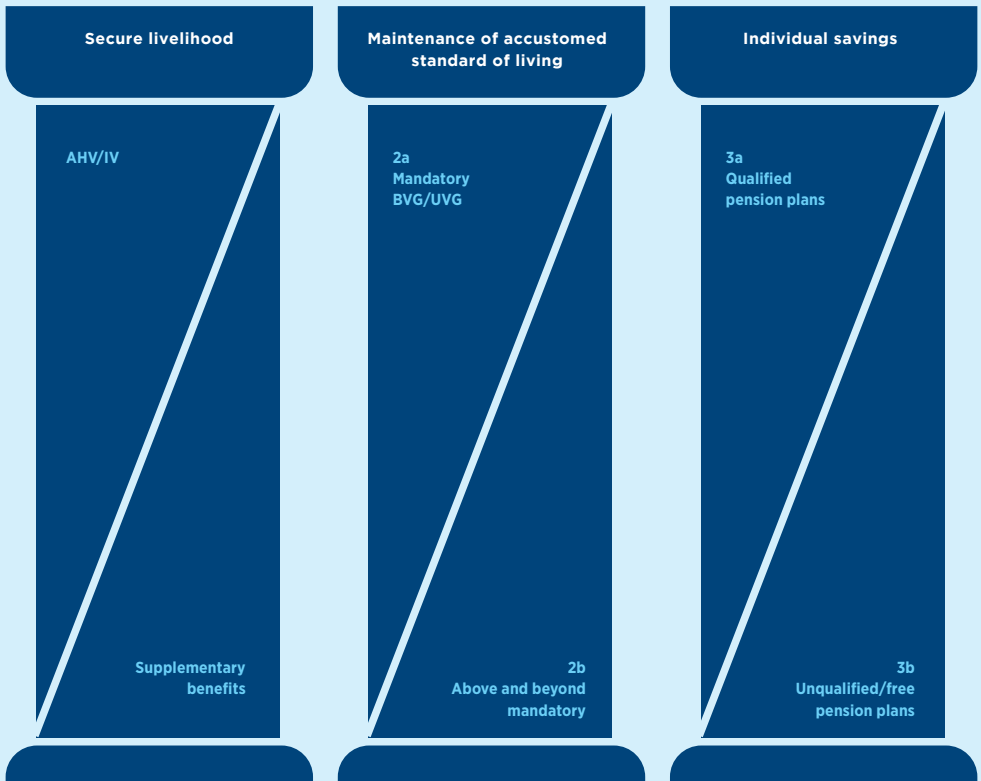 Secure livelihood
Maintenance of accustomed
standard of living
Individual savings
AHV/IV
2a
Mandatory
BVG/UVG
3a
Qualified
pension plans
Supplementary
benefits
2b
Above and beyond
mandatory
3b
Unqualified/free
pension plans